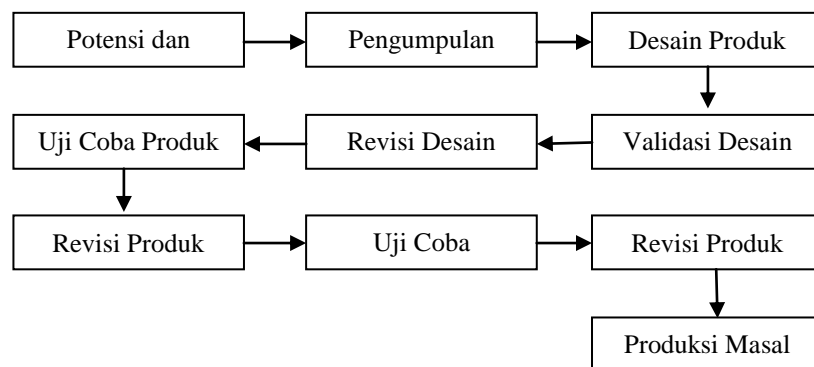 Potensi dan
Pengumpulan
Desain Produk
Validasi Desain
Revisi Desain
Uji Coba Produk
Revisi Produk
Uji Coba
Revisi Produk
Produksi Masal